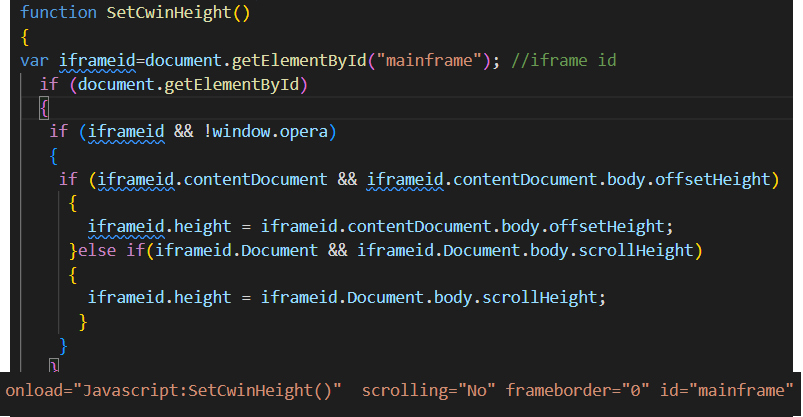 function SetCwinHeight()
{
var iframeid=document.getElementById("mainframe"); //iframe id
if (document.getElementById)
{
if (iframeid && !window.opera)
{
if (iframeid.contentDocument && iframeid.contentDocument.body.offsetHeight)
{
iframeid.height = iframeid.contentDocument.body.offsetHeight;
}else if(iframeid.Document && iframeid.Document.body.scrollHeight)
{
iframeid.height = iframeid.Document.body.scrollHeight;
}
}
}
onload="Javascript:SetCwinHeight()"  scrolling="No" frameborder="0" id="mainframe"